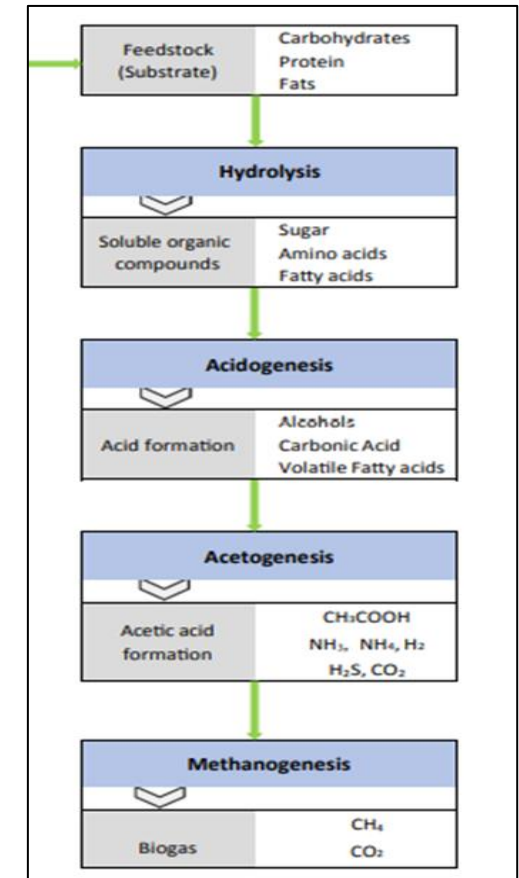 Feedstock
(Substrate)
Carbohydrates
Protein
Fats
Hydrolysis
Soluble organic
compounds
Sugar
Amino acids
Fatty acids
Acidogenesis
Acid formation
Alcohols
Carbonic Acid
Volatile Fatty acids
Acetogenesis
Acetic acid
formation
CH₃COOH
NH₃, NH₄, H₂
H₂S, CO₂
Methanogenesis
Biogas
CH₄
CO₂